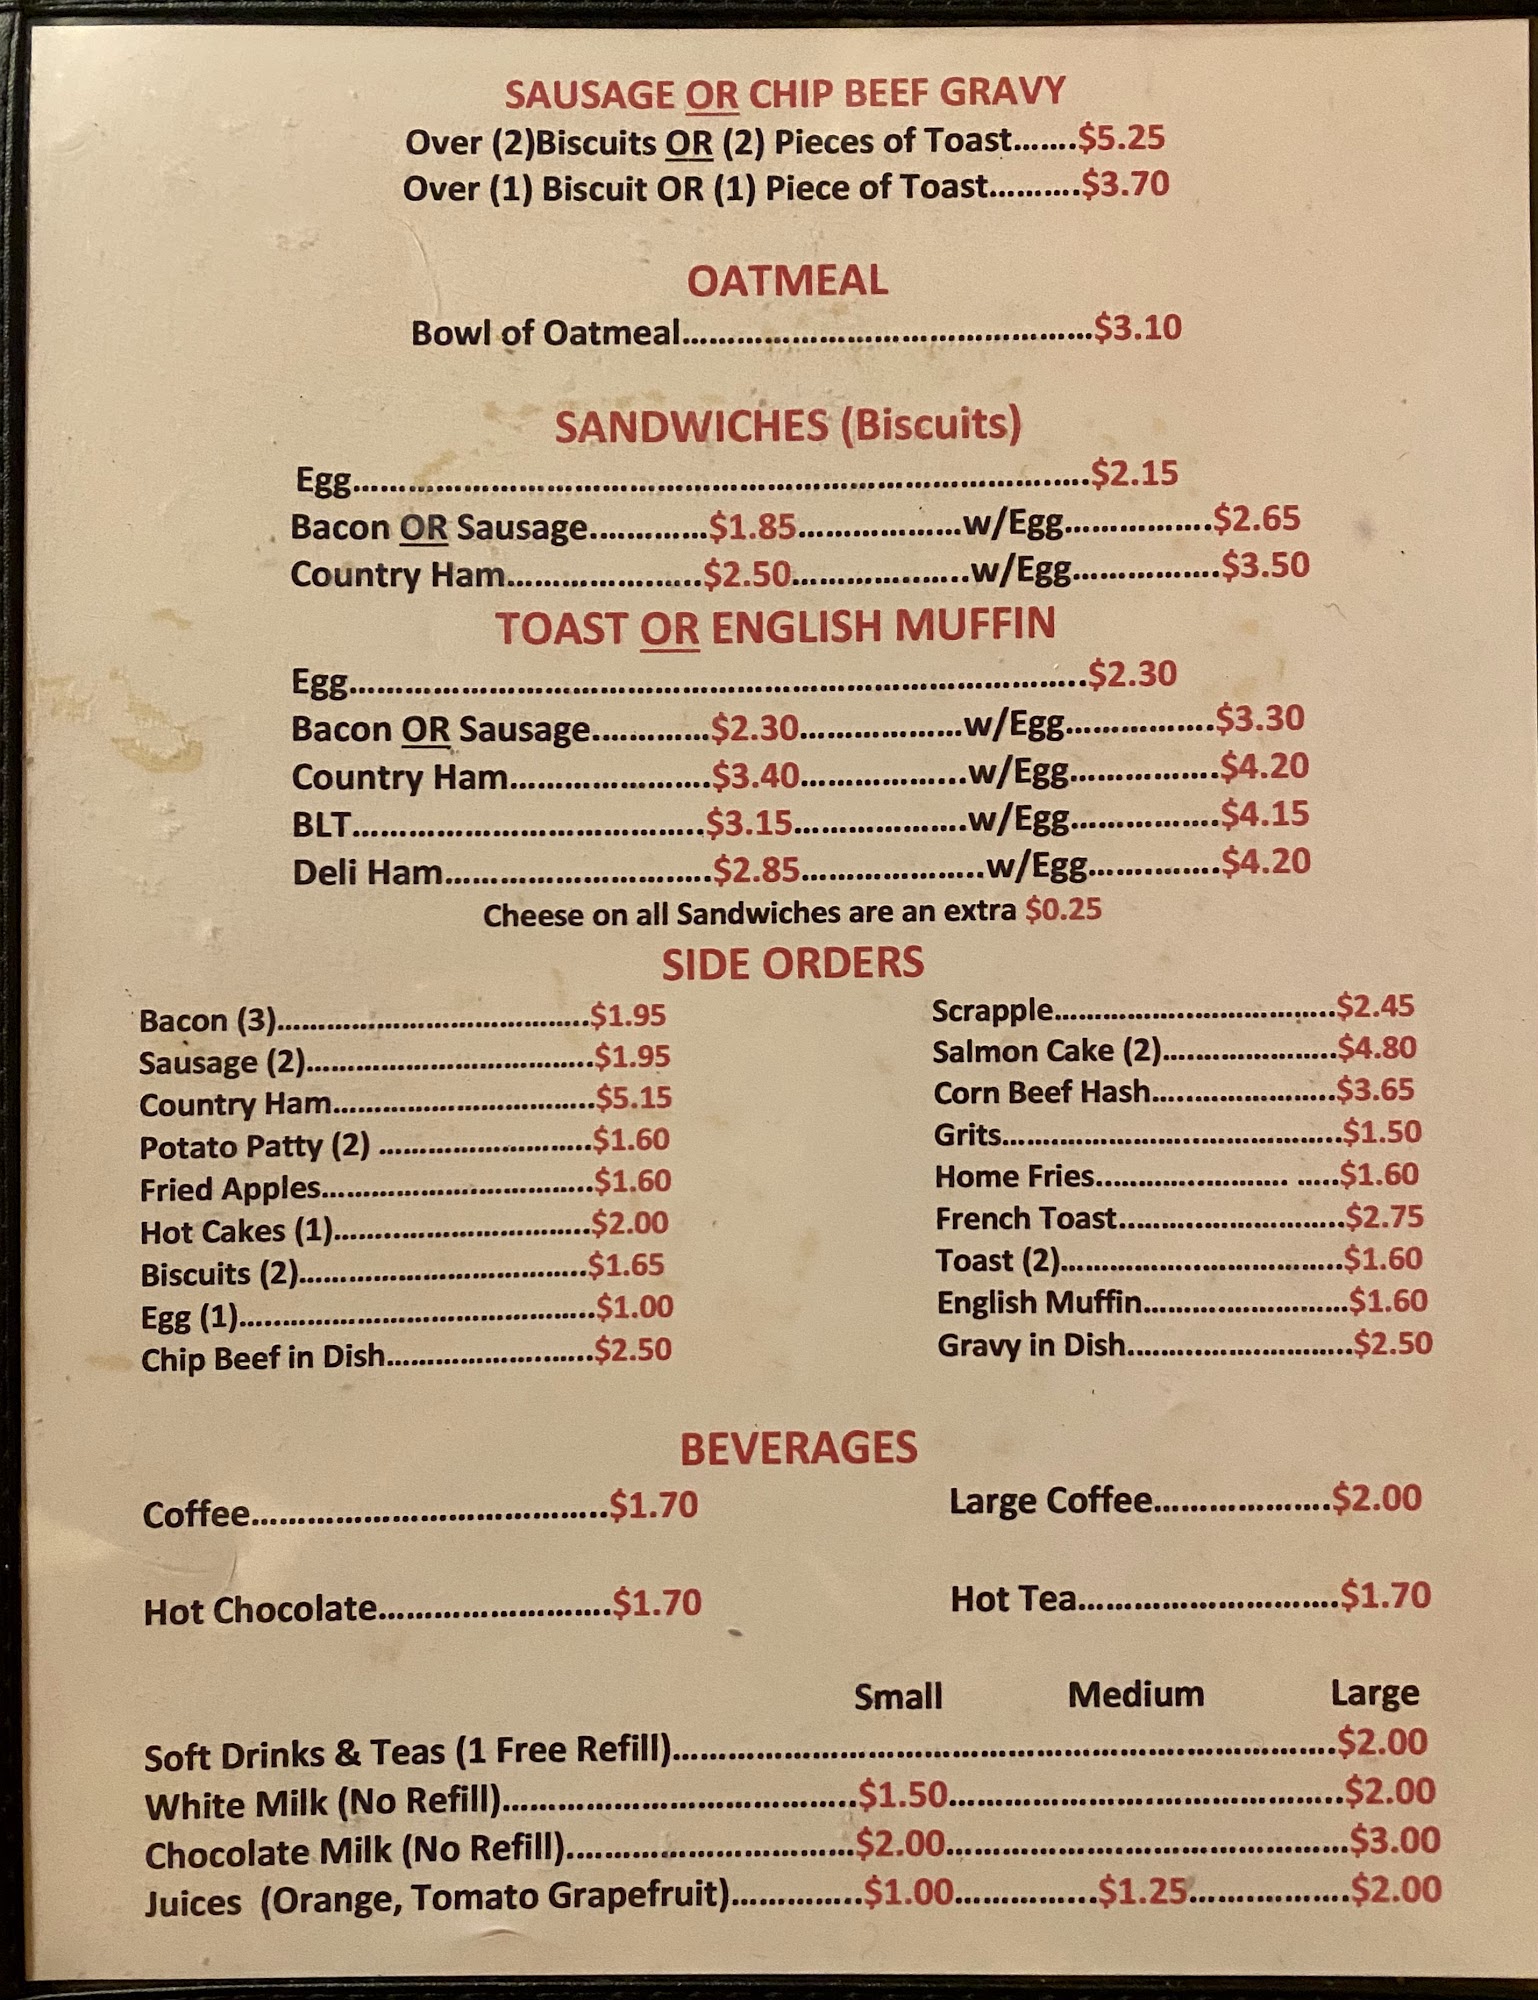 SAUSAGE OR CHIP BEEF GRAVY
Over (2)Biscuits OR (2) Pieces of Toast.......$5.25
Over (1) Biscuit OR (1) Piece of Toast..........$3.70
OATMEAL
Bowl of Oatmeal.............................................$3.10
SANDWICHES (Biscuits)
Egg................................................................................$2.15
Bacon OR Sausage.............$1.85..................w/Egg................$2.65
Country Ham.....................$2.50...................w/Egg................$3.50
TOAST OR ENGLISH MUFFIN
Egg................................................................................$2.30
Bacon OR Sausage.............$2.30..................w/Egg................$3.30
Country Ham......................$3.40..................w/Egg................$4.20
BLT......................................$3.15...................w/Egg................$4.15
Deli Ham.............................$2.85....................w/Egg..............$4.20
Cheese on all Sandwiches are an extra $0.25
SIDE ORDERS
Bacon (3)......................................$1.95 Scrapple..................................$2.45
Sausage (2)...................................$1.95 Salmon Cake (2).....................$4.80
Country Ham................................$5.15 Corn Beef Hash......................$3.65
Potato Patty (2) ..........................$1.60 Grits.........................................$1.50
Fried Apples.................................$1.60 Home Fries....................... .....$1.60
Hot Cakes (1)...............................$2.00 French Toast...........................$2.75
Biscuits (2)...................................$1.65 Toast (2)..................................$1.60
Egg (1)...........................................$1.00 English Muffin.........................$1.60
Chip Beef in Dish.........................$2.50 Gravy in Dish...........................$2.50
BEVERAGES
Coffee......................................$1.70 Large Coffee...................$2.00
Hot Chocolate.........................$1.70 Hot Tea............................$1.70
Small Medium Large
Soft Drinks & Teas (1 Free Refill)........................................................................$2.00
White Milk (No Refill)......................................$1.50...........................................$2.00
Chocolate Milk (No Refill)...............................$2.00...........................................$3.00
Juices (Orange, Tomato Grapefruit)..............$1.00...............$1.25.................$2.00